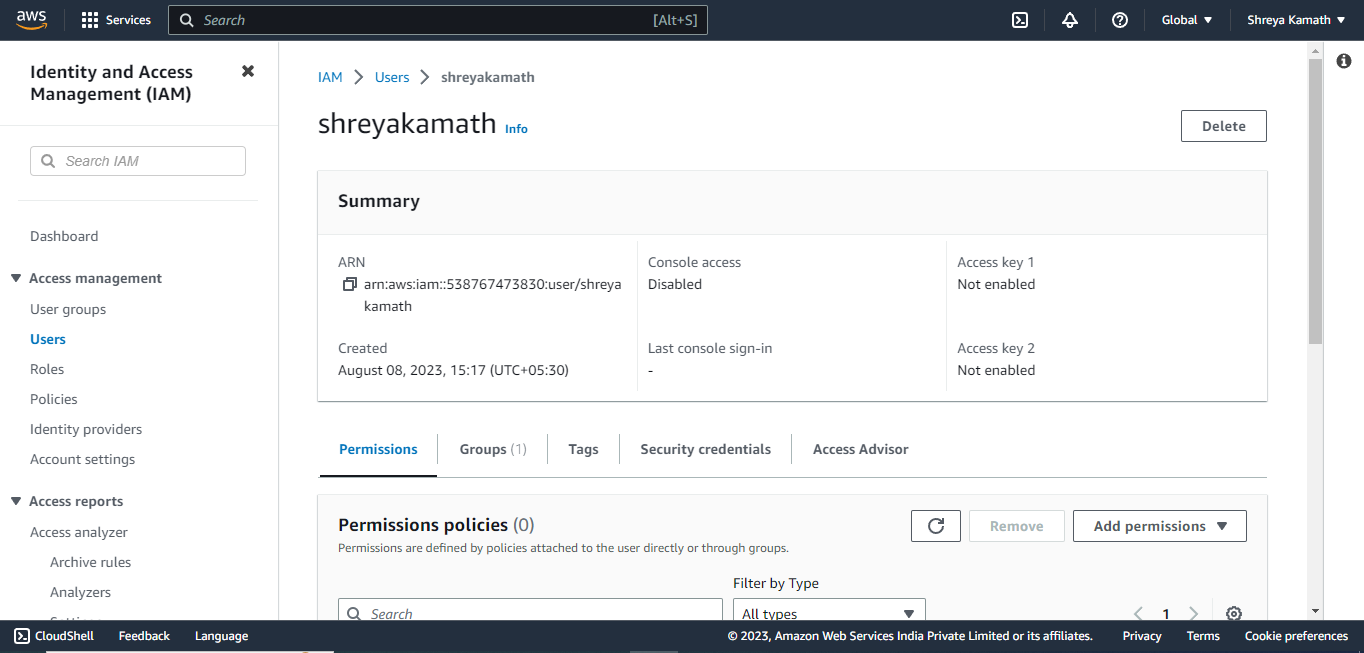 aws
Services
Search
[Alt+S]
Global
Shreya Kamath
Identity and Access
Management (IAM)
Search IAM
Dashboard
Access management
User groups
Users
Roles
Policies
Identity providers
Account settings
Access reports
Access analyzer
Archive rules
Analyzers
IAM
Users
shreyakamath
shreyakamath Info
Delete
Summary
ARN
arn:aws:iam::538767473830:user/shreya
kamath
Console access
Disabled
Access key 1
Not enabled
Created
August 08, 2023, 15:17 (UTC+05:30)
Last console sign-in
-
Access key 2
Not enabled
Permissions
Groups (1)
Tags
Security credentials
Access Advisor
Permissions policies (0)
Permissions are defined by policies attached to the user directly or through groups.
Remove
Add permissions
Filter by Type
Search
All types
1
CloudShell
Feedback
Language
© 2023, Amazon Web Services India Private Limited or its affiliates.
Privacy
Terms
Cookie preferences